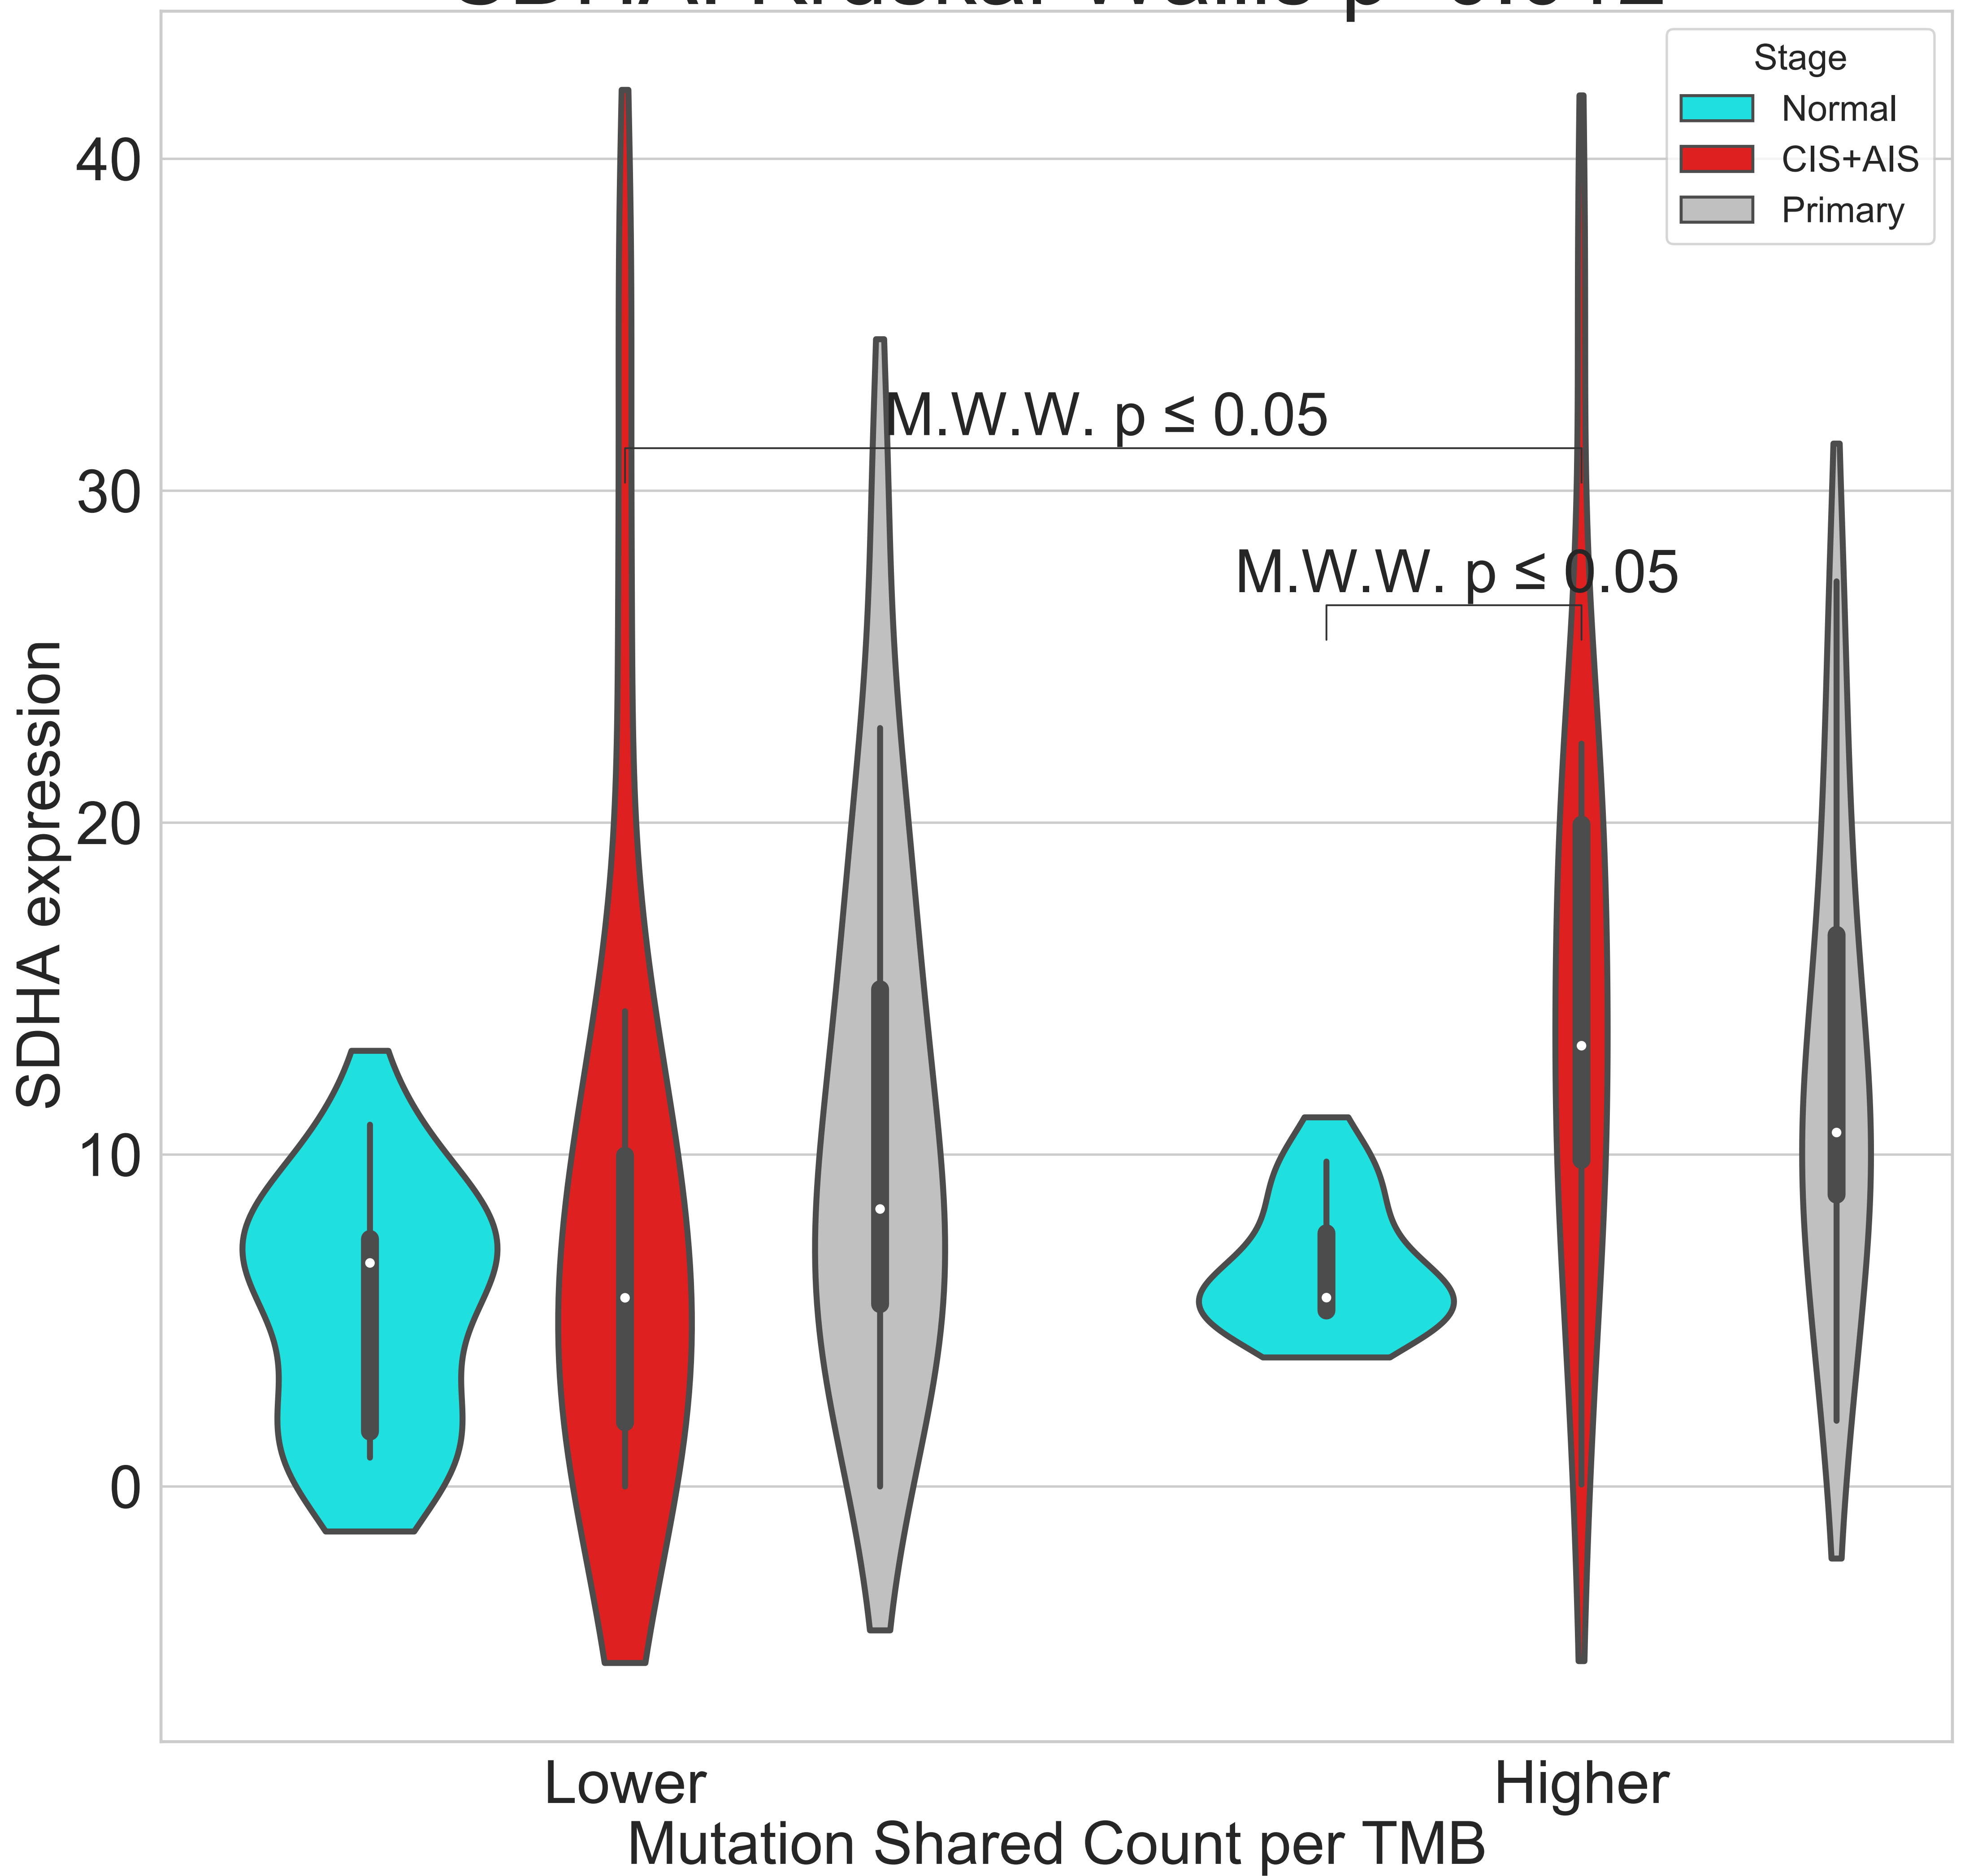 Stage
Normal
CIS+AIS
Primary
40
30
20
10
0
SDHA expression
M.W.W. p ≤ 0.05
M.W.W. p ≤ 0.05
Lower
Higher
Mutation Shared Count per TMB